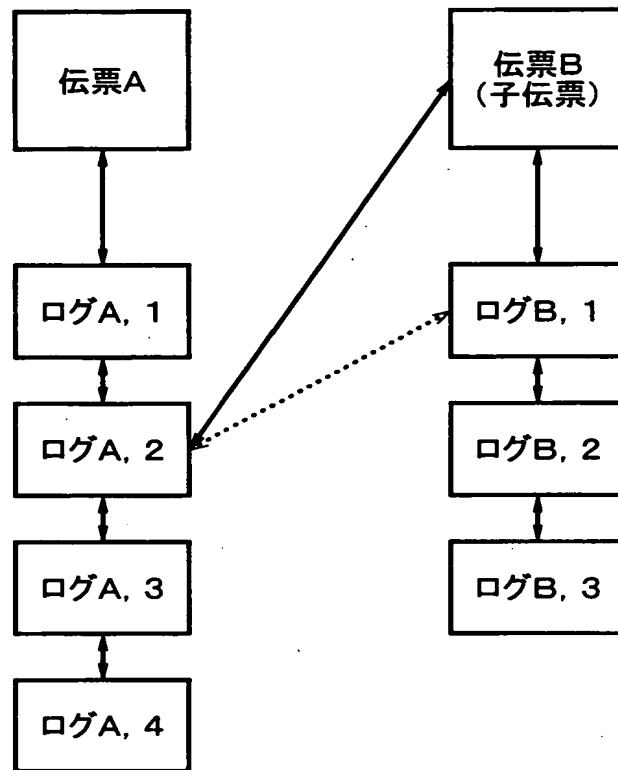 伝票A
伝票B
(子伝票)
ログA, 1
ログB, 1
ログA, 2
ログB, 2
ログA, 3
ログB, 3
ログA, 4